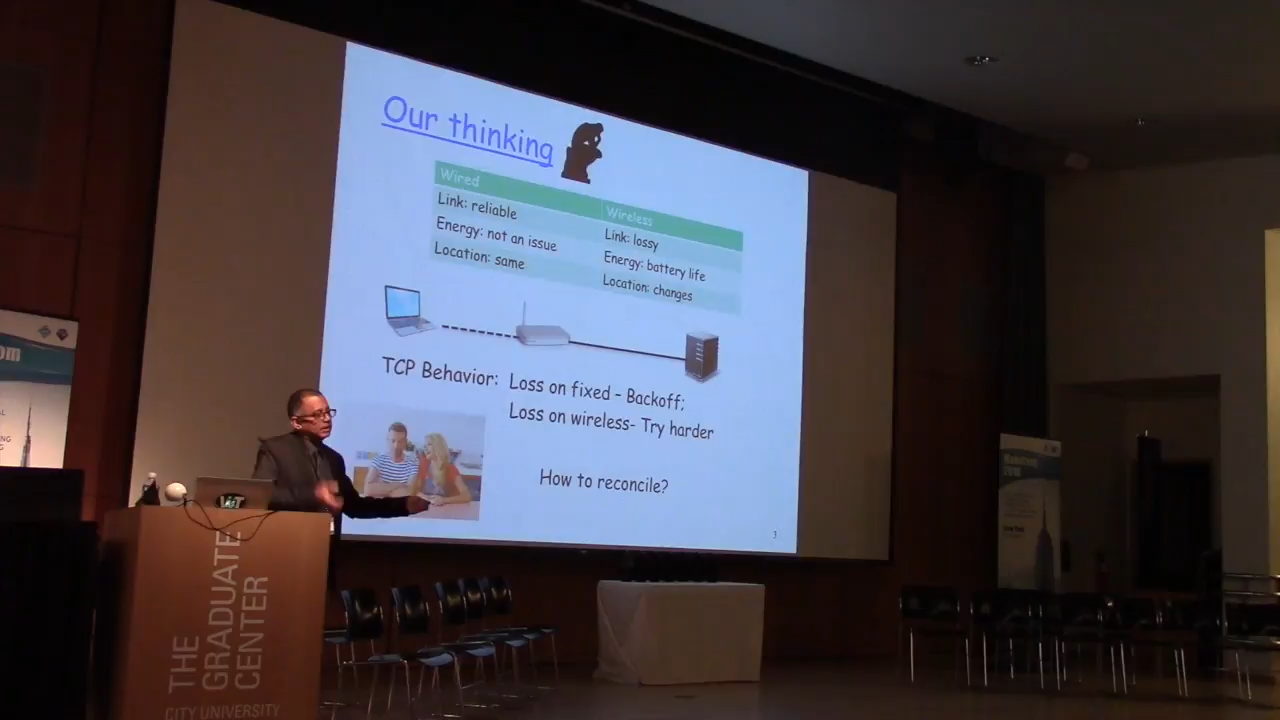 Our thinking
Wired
Wireless
Link: reliable
Link: lossy
Energy: not an issue
Energy: battery life
Location: same
Location: changes
TCP Behavior: Loss on fixed - Backoff;
Loss on wireless- Try harder
How to reconcile?
3
THE
GRADUATE
CENTER
CITY UNIVERSITY